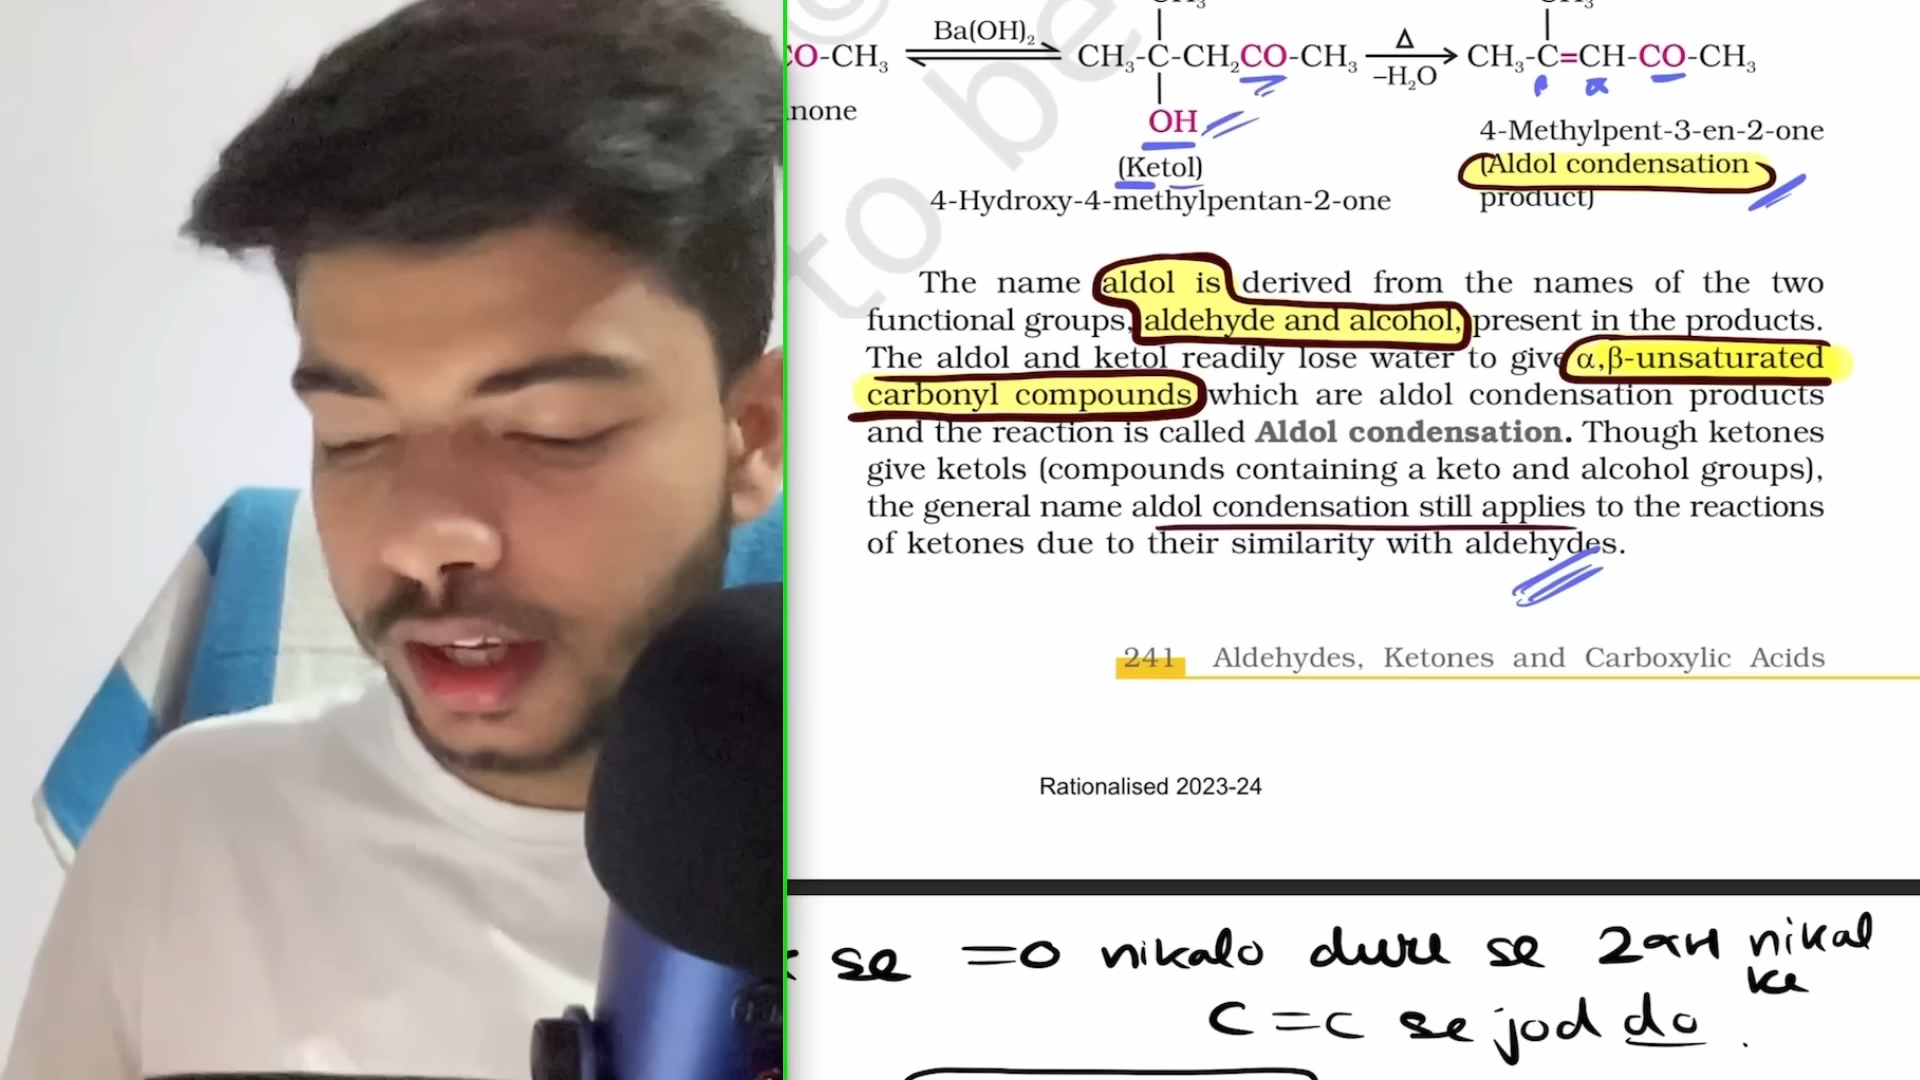 CO-CH₃ Ba(OH)₂ CH₃-C-CH₂CO-CH₃ Δ –H₂O CH₃-C=CH-CO-CH₃
β α
OH
(Ketol)
4-Hydroxy-4-methylpentan-2-one
4-Methylpent-3-en-2-one
(Aldol condensation
product)
to be
The name aldol is derived from the names of the two
functional groups, aldehyde and alcohol, present in the products.
The aldol and ketol readily lose water to give α,β-unsaturated
carbonyl compounds which are aldol condensation products
and the reaction is called Aldol condensation. Though ketones
give ketols (compounds containing a keto and alcohol groups),
the general name aldol condensation still applies to the reactions
of ketones due to their similarity with aldehydes.
241 Aldehydes, Ketones and Carboxylic Acids
Rationalised 2023-24
se =O nikalo dusre se 2αH nikal
ke
C=C se jod do.